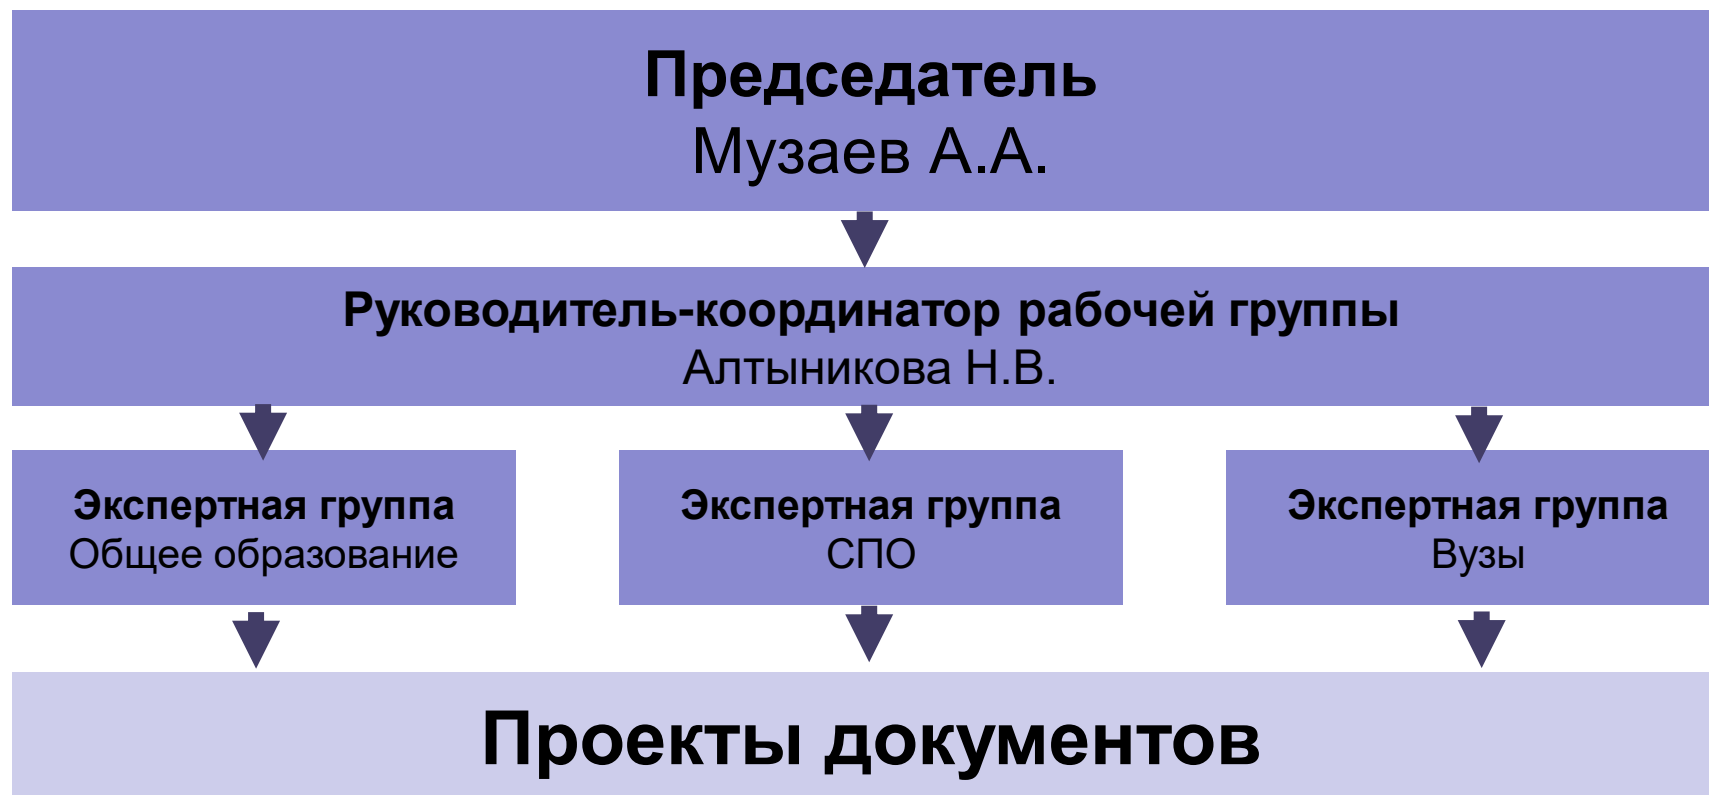 Председатель
Музаев А.А.
Руководитель-координатор рабочей группы
Алтыникова Н.В.
Экспертная группа
Общее образование
Экспертная группа
СПО
Экспертная группа
Вузы
Проекты документов